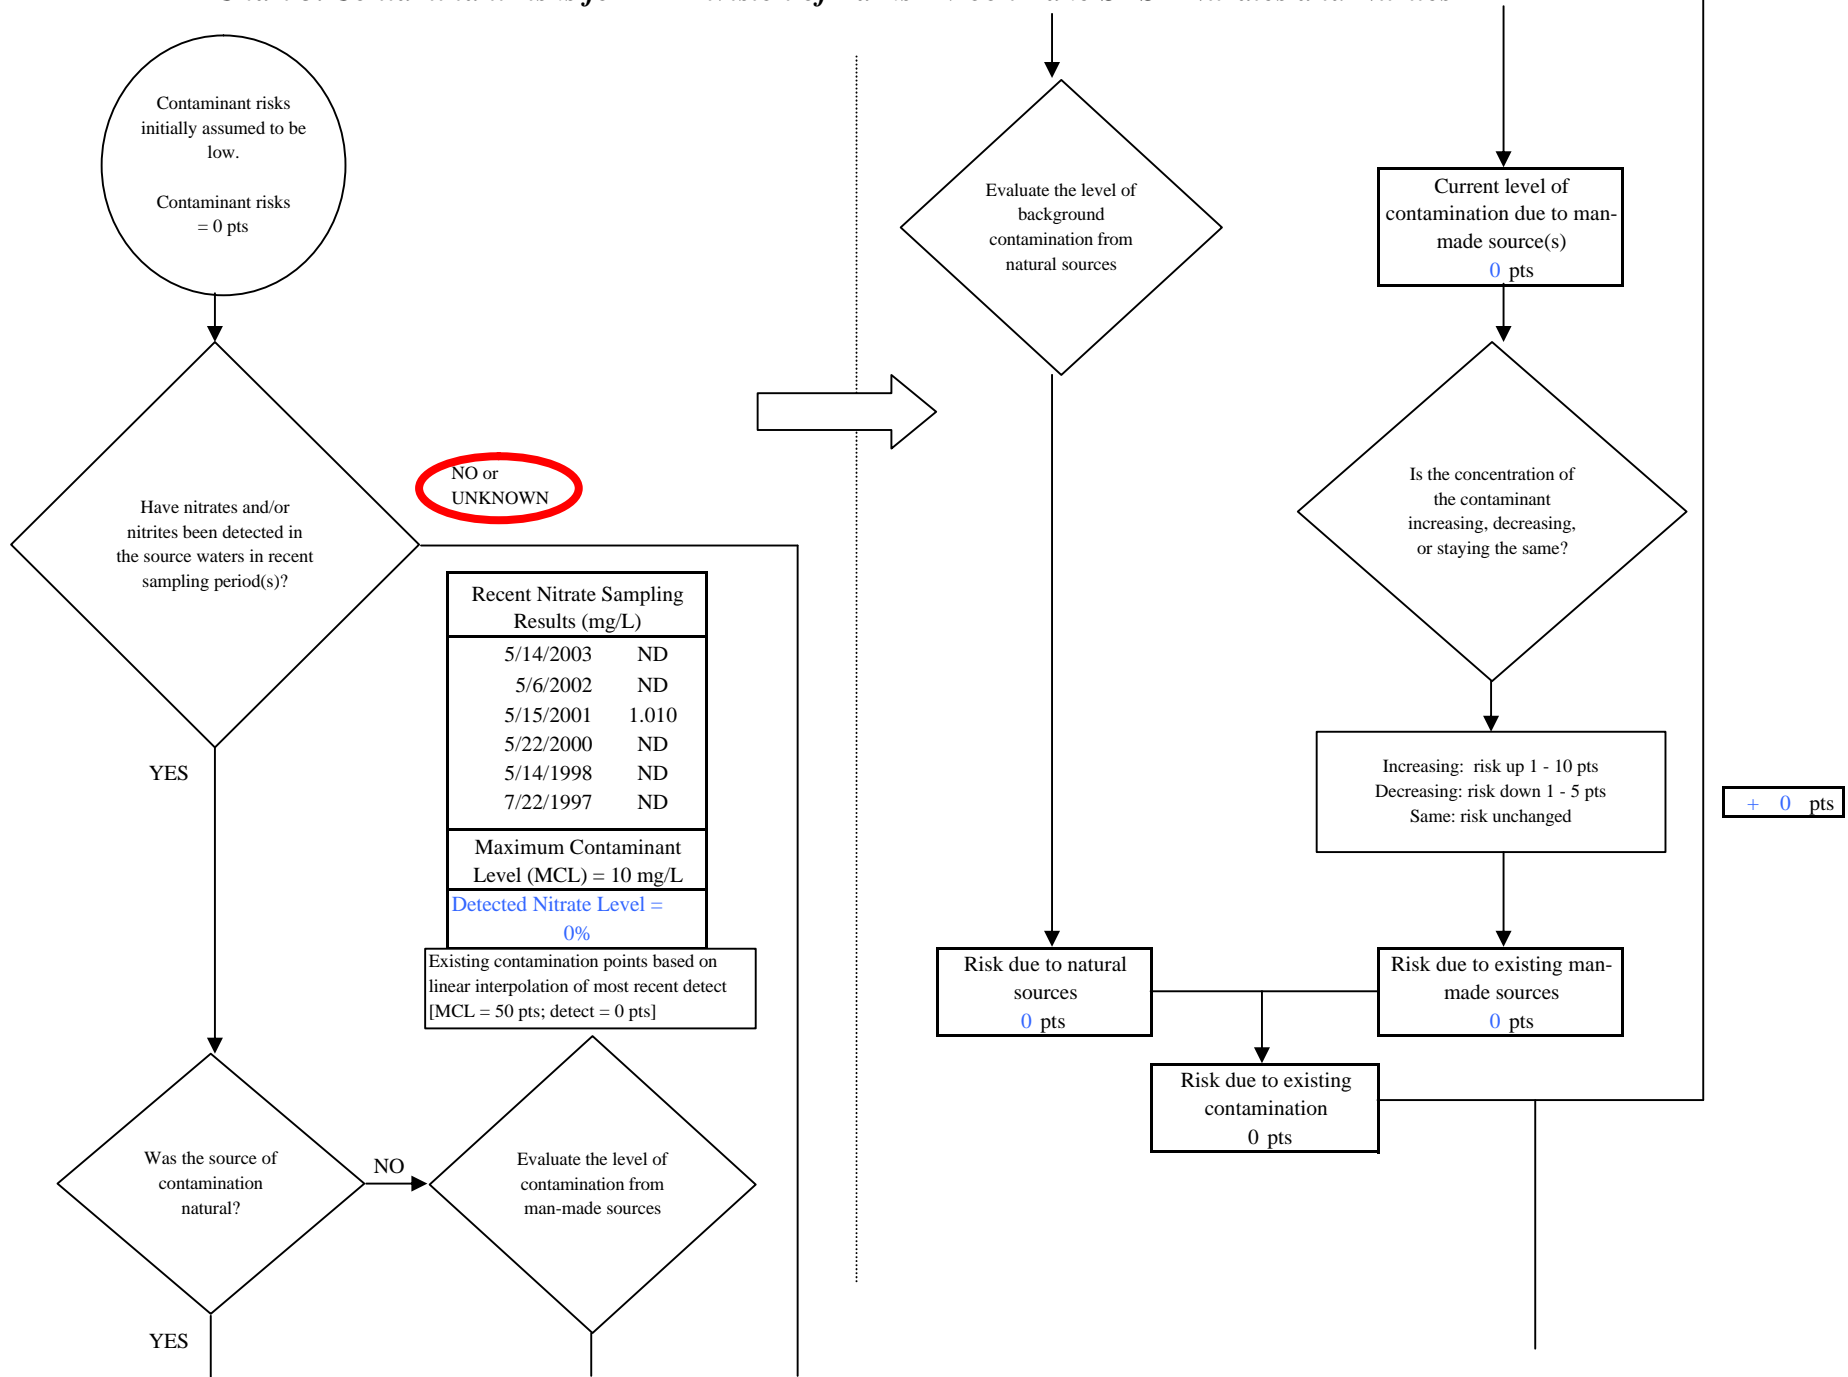 Contaminant risks
initially assumed to be
low.
Contaminant risks
= 0 pts
Have nitrates and/or
nitrites been detected in
the source waters in recent
sampling period(s)?
NO or
UNKNOWN
YES
Recent Nitrate Sampling
Results (mg/L)
5/14/2003 ND
5/6/2002 ND
5/15/2001 1.010
5/22/2000 ND
5/14/1998 ND
7/22/1997 ND
Maximum Contaminant
Level (MCL) = 10 mg/L
Detected Nitrate Level =
0%
Existing contamination points based on
linear interpolation of most recent detect
[MCL = 50 pts; detect = 0 pts]
Was the source of
contamination
natural?
NO
YES
Evaluate the level of
contamination from
man-made sources
Evaluate the level of
background
contamination from
natural sources
Current level of
contamination due to man-
made source(s)
0 pts
Is the concentration of
the contaminant
increasing, decreasing,
or staying the same?
Increasing: risk up 1 - 10 pts
Decreasing: risk down 1 - 5 pts
Same: risk unchanged
+ 0 pts
Risk due to natural
sources
0 pts
Risk due to existing man-
made sources
0 pts
Risk due to existing
contamination
0 pts